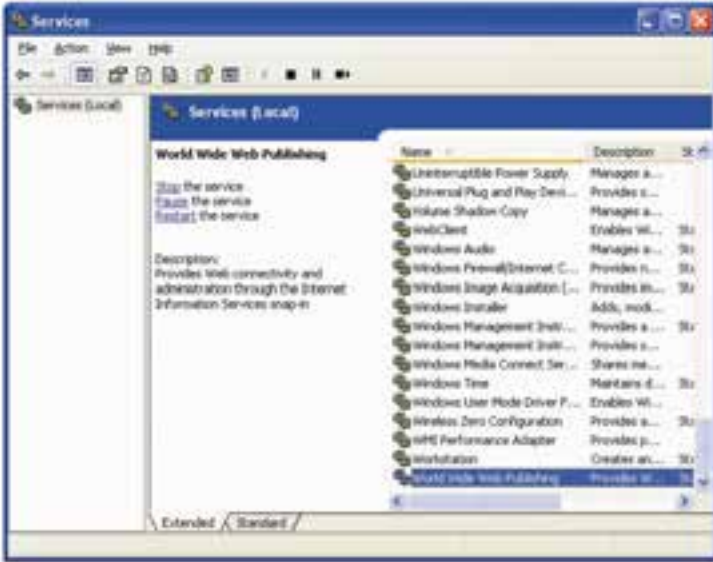 Services
File Action View Help
Services (Local)
Services (Local)
World Wide Web Publishing
Stop the service
Pause the service
Restart the service
Description:
Provides Web connectivity and
administration through the Internet
Information Services snap-in
Name Description
Uninterruptible Power Supply Manages a...
Universal Plug and Play Devi... Provides s...
Volume Shadow Copy Manages a...
WebClient Enables Wi...
Windows Audio Manages a...
Windows Firewall/Internet C... Provides n...
Windows Image Acquisition (... Provides im...
Windows Installer Adds, modi...
Windows Management Instr... Provides a ...
Windows Management Instr... Provides s...
Windows Media Connect Ser... Shares me...
Windows Time Maintains d...
Windows User Mode Driver F... Enables Wi...
Wireless Zero Configuration Provides a...
WMI Performance Adapter Provides p...
Workstation Creates an...
World Wide Web Publishing Provides W...
Extended Standard